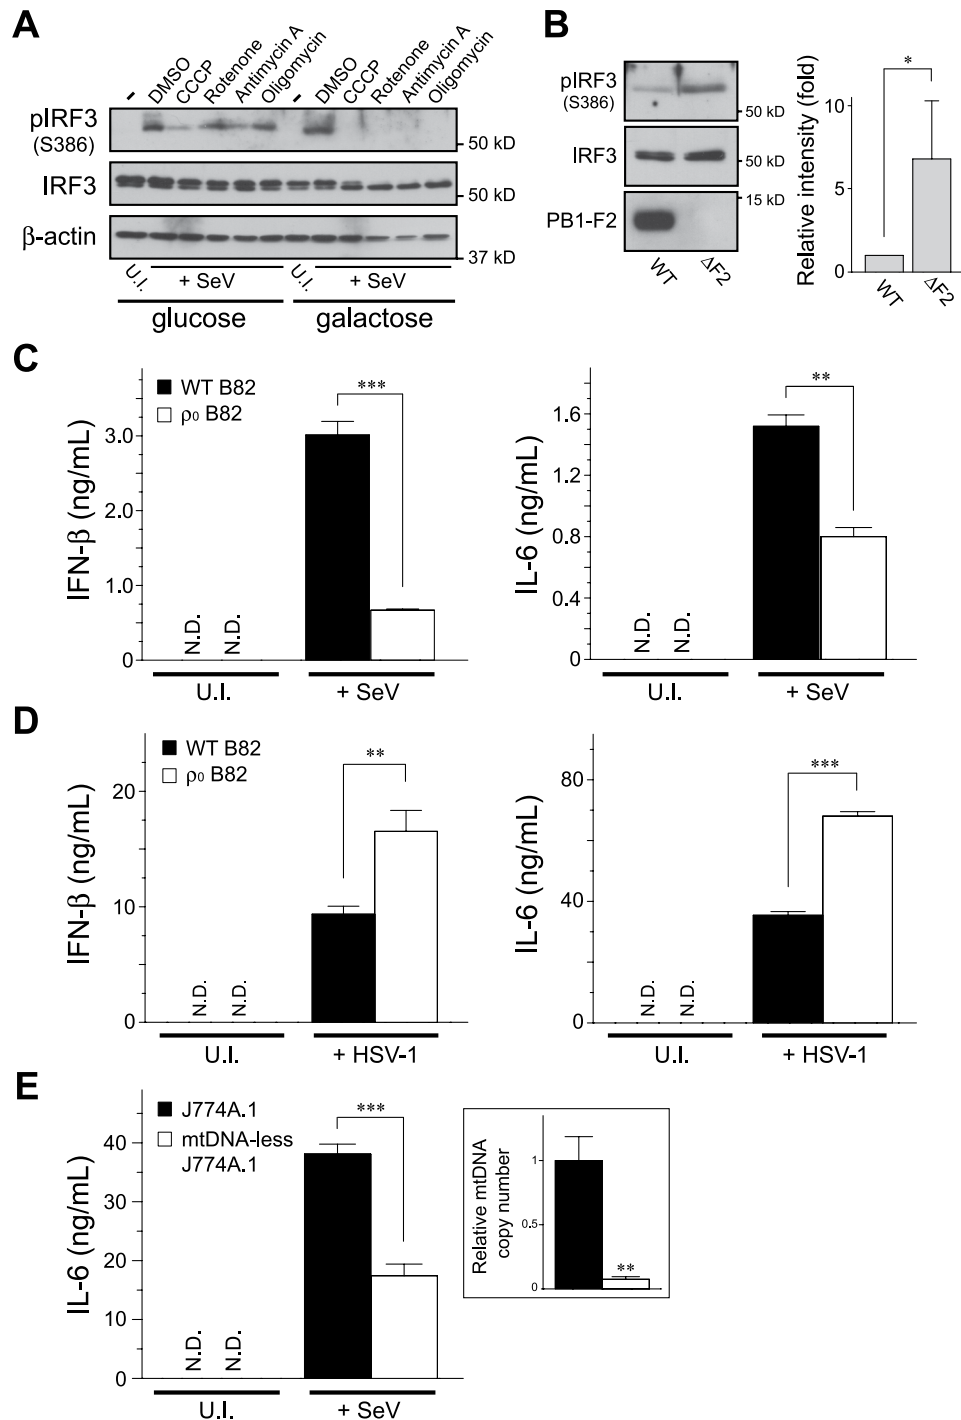 A
- DMSO CCCP Rotenone Antimycin A Oligomycin - DMSO CCCP Rotenone Antimycin A Oligomycin
pIRF3
(S386)
50 kD
IRF3
50 kD
β-actin
37 kD
U.I. + SeV U.I. + SeV
glucose galactose
B
pIRF3
(S386)
50 kD
IRF3
50 kD
15 kD
PB1-F2
WT ΔF2
Relative intensity (fold)
*
10
5
0
WT ΔF2
C
WT B82
ρ0 B82
***
IFN-β (ng/mL)
3.0
2.0
1.0
0
N.D. N.D.
U.I. + SeV
**
IL-6 (ng/mL)
1.6
1.2
0.8
0.4
0
N.D. N.D.
U.I. + SeV
D
WT B82
ρ0 B82
**
IFN-β (ng/mL)
20
10
0
N.D. N.D.
U.I. + HSV-1
***
IL-6 (ng/mL)
80
40
0
N.D. N.D.
U.I. + HSV-1
E
J774A.1
mtDNA-less
J774A.1
***
IL-6 (ng/mL)
40
30
20
10
0
N.D. N.D.
U.I. + SeV
Relative mtDNA
copy number
1
0.5
0
**